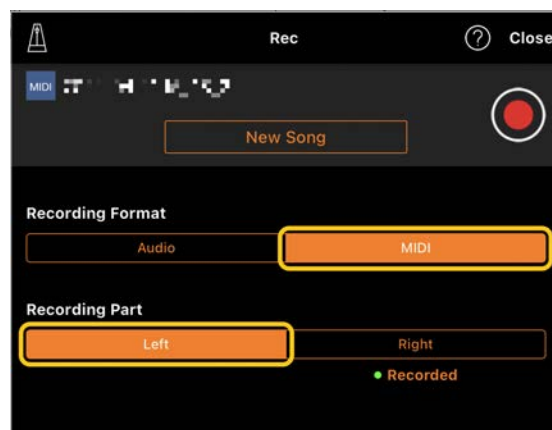 Rec
? Close
MIDI
New Song
Recording Format
Audio MIDI
Recording Part
Left Right
Recorded